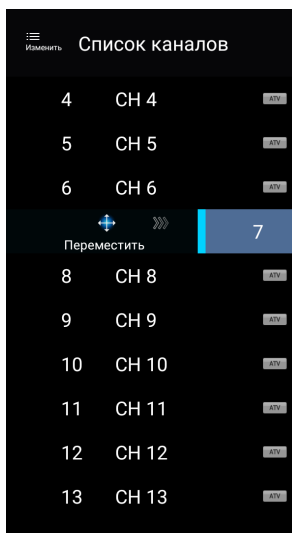 Изменить Список каналов
4 CH 4 ATV
5 CH 5 ATV
6 CH 6 ATV
Переместить 7
8 CH 8 ATV
9 CH 9 ATV
10 CH 10 ATV
11 CH 11 ATV
12 CH 12 ATV
13 CH 13 ATV